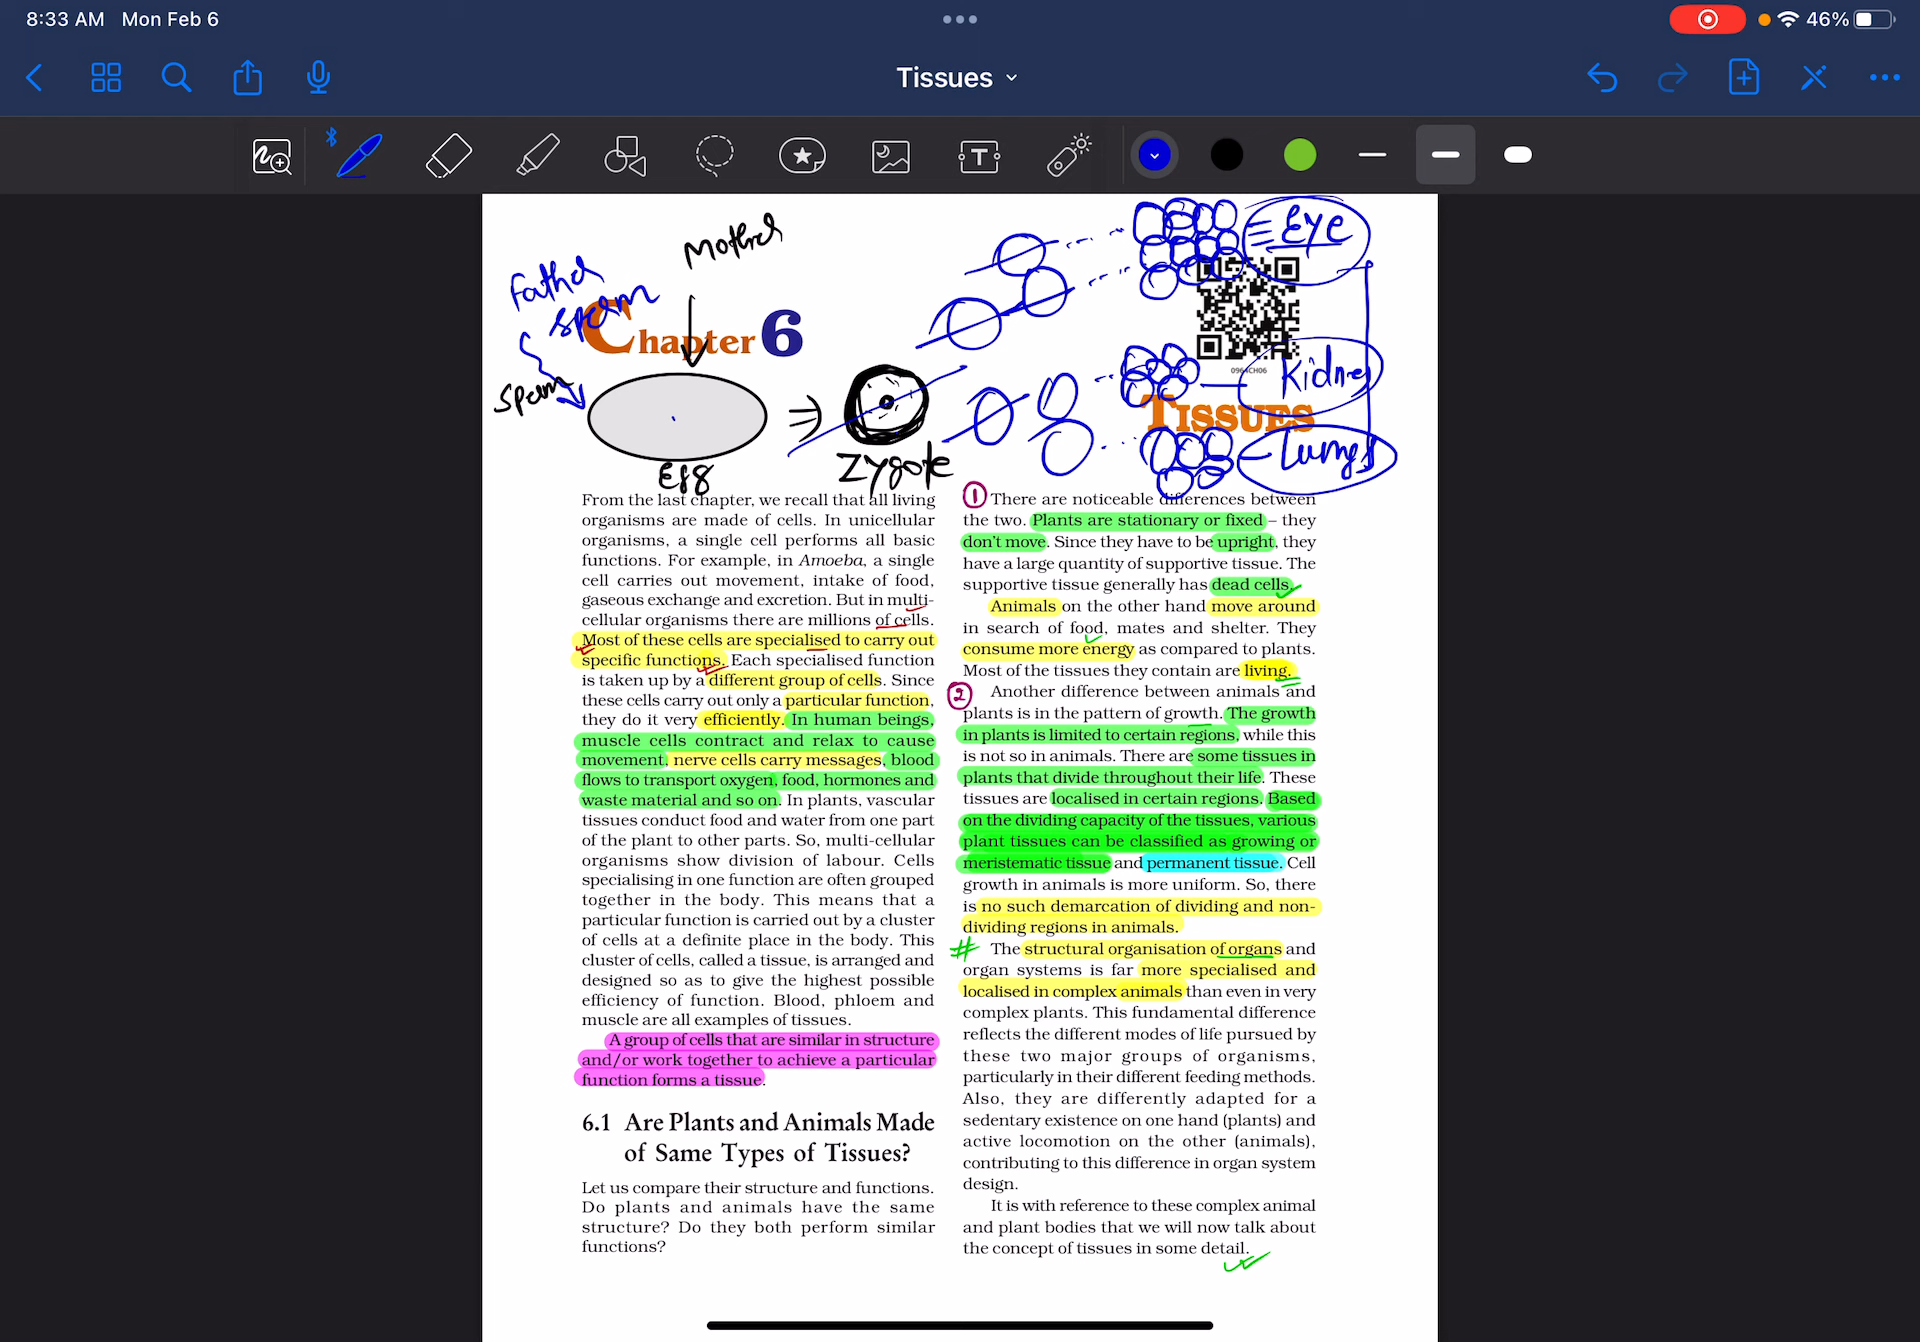 8:33 AM Mon Feb 6
46%
Tissues
T
Mother
Father
sperm
Chapter 6
Sperm
Egg
Zygote
Eye
Kidney
Lungs
0964CH06
TISSUES
From the last chapter, we recall that all living
organisms are made of cells. In unicellular
organisms, a single cell performs all basic
functions. For example, in Amoeba, a single
cell carries out movement, intake of food,
gaseous exchange and excretion. But in multi-
cellular organisms there are millions of cells.
Most of these cells are specialised to carry out
specific functions. Each specialised function
is taken up by a different group of cells. Since
these cells carry out only a particular function,
they do it very efficiently. In human beings,
muscle cells contract and relax to cause
movement, nerve cells carry messages, blood
flows to transport oxygen, food, hormones and
waste material and so on. In plants, vascular
tissues conduct food and water from one part
of the plant to other parts. So, multi-cellular
organisms show division of labour. Cells
specialising in one function are often grouped
together in the body. This means that a
particular function is carried out by a cluster
of cells at a definite place in the body. This
cluster of cells, called a tissue, is arranged and
designed so as to give the highest possible
efficiency of function. Blood, phloem and
muscle are all examples of tissues.
A group of cells that are similar in structure
and/or work together to achieve a particular
function forms a tissue.
6.1 Are Plants and Animals Made
of Same Types of Tissues?
Let us compare their structure and functions.
Do plants and animals have the same
structure? Do they both perform similar
functions?
1 There are noticeable differences between
the two. Plants are stationary or fixed – they
don't move. Since they have to be upright, they
have a large quantity of supportive tissue. The
supportive tissue generally has dead cells.
Animals on the other hand move around
in search of food, mates and shelter. They
consume more energy as compared to plants.
Most of the tissues they contain are living.
2 Another difference between animals and
plants is in the pattern of growth. The growth
in plants is limited to certain regions, while this
is not so in animals. There are some tissues in
plants that divide throughout their life. These
tissues are localised in certain regions. Based
on the dividing capacity of the tissues, various
plant tissues can be classified as growing or
meristematic tissue and permanent tissue. Cell
growth in animals is more uniform. So, there
is no such demarcation of dividing and non-
dividing regions in animals.
# The structural organisation of organs and
organ systems is far more specialised and
localised in complex animals than even in very
complex plants. This fundamental difference
reflects the different modes of life pursued by
these two major groups of organisms,
particularly in their different feeding methods.
Also, they are differently adapted for a
sedentary existence on one hand (plants) and
active locomotion on the other (animals),
contributing to this difference in organ system
design.
It is with reference to these complex animal
and plant bodies that we will now talk about
the concept of tissues in some detail.